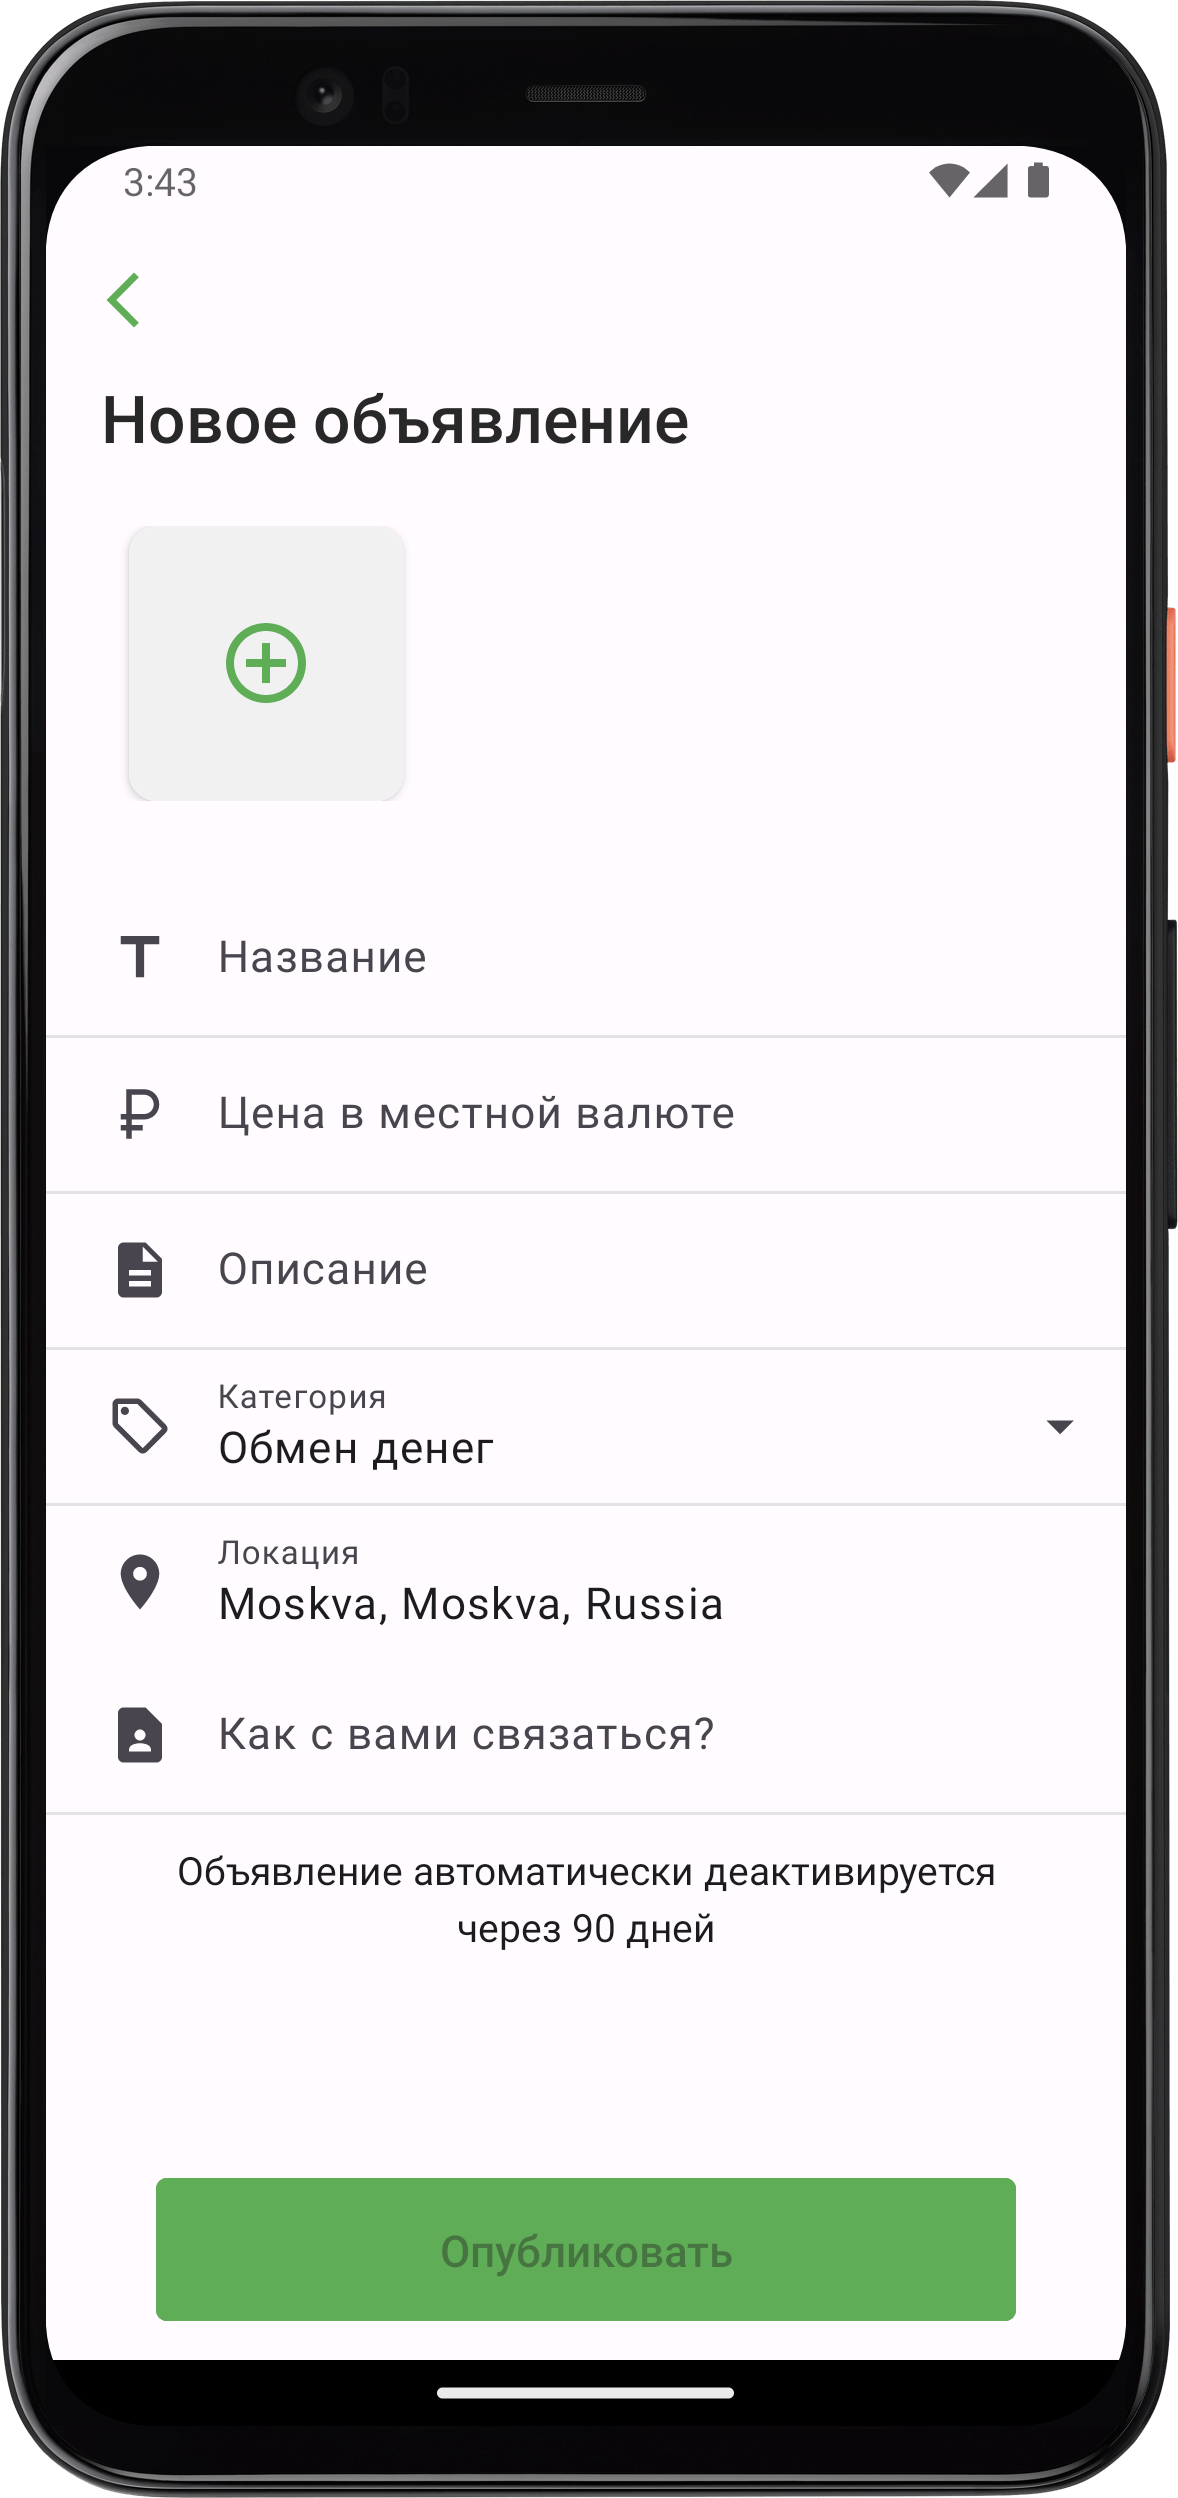 3:43
Новое объявление
Название
Цена в местной валюте
Описание
Категория
Обмен денег
Локация
Moskva, Moskva, Russia
Как с вами связаться?
Объявление автоматически деактивируется
через 90 дней
Опубликовать